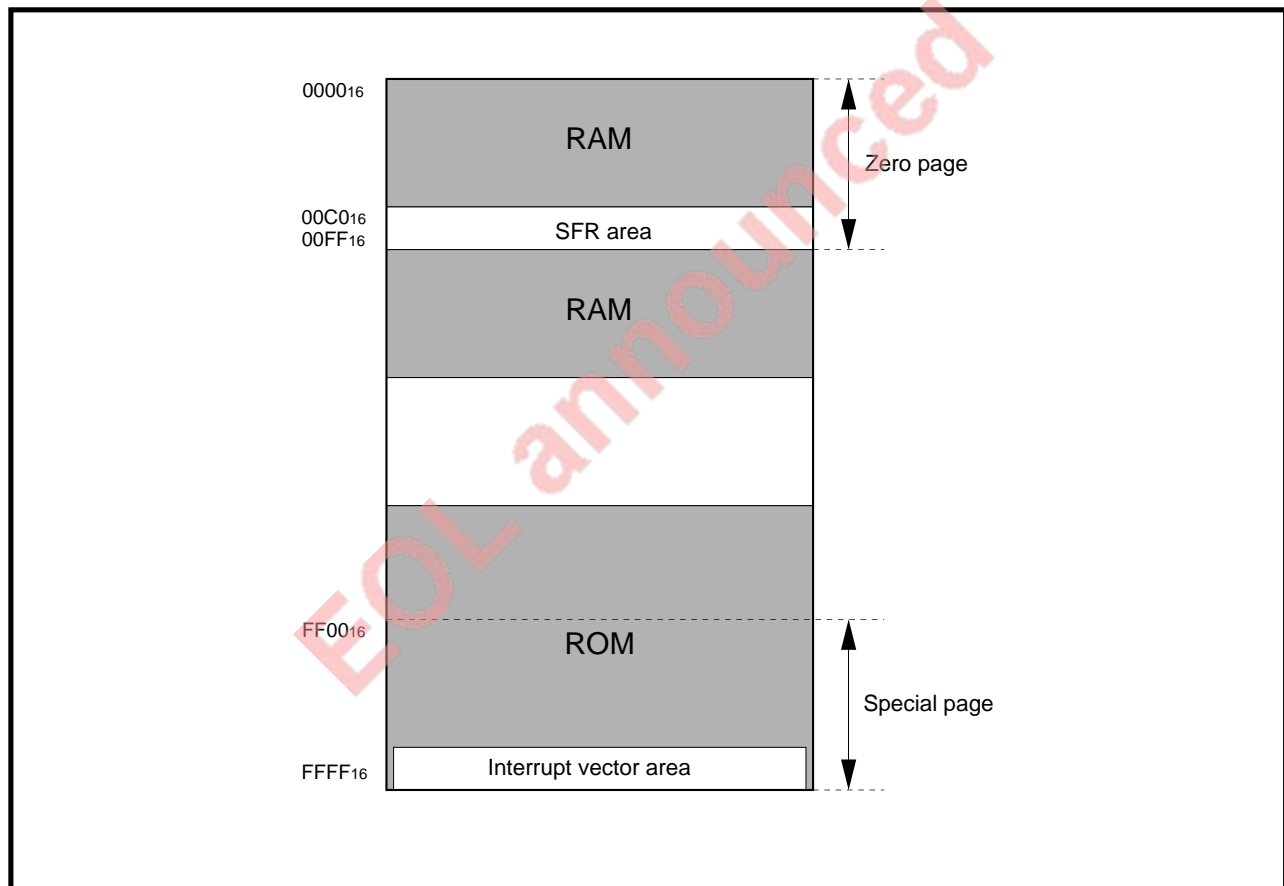 0000₁₆
RAM
Zero page
00C0₁₆
00FF₁₆
SFR area
RAM
FF00₁₆
ROM
Special page
FFFF₁₆
Interrupt vector area
EOL announced